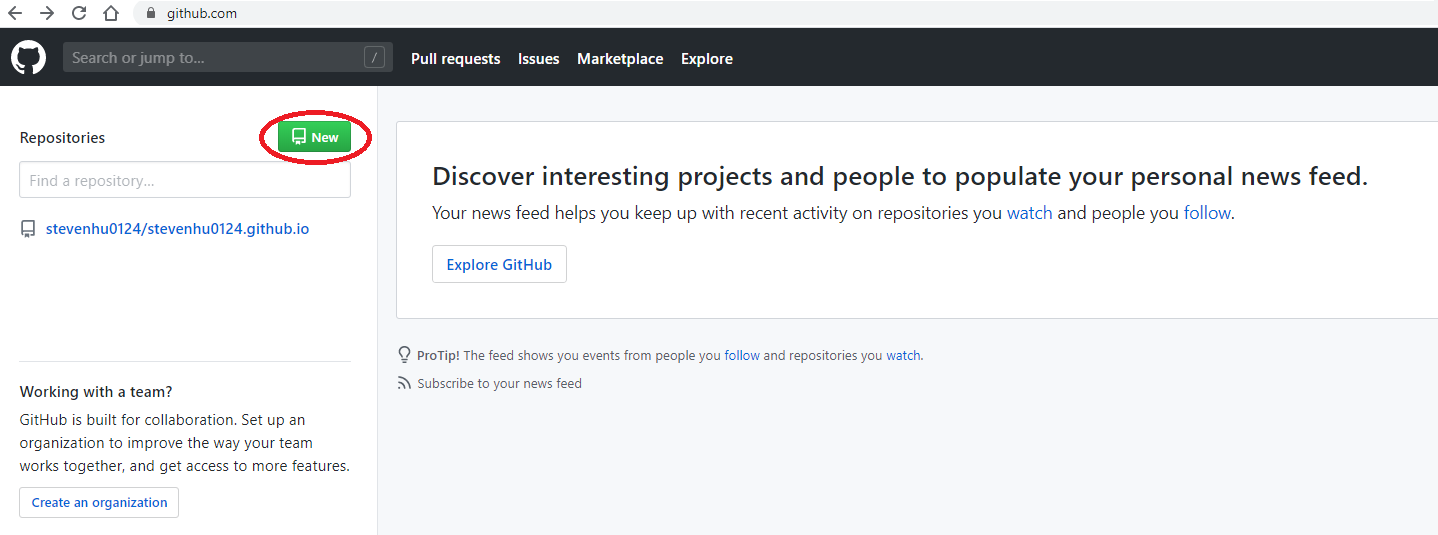 github.com
Search or jump to... /
Pull requests Issues Marketplace Explore
Repositories
New
Find a repository...
stevenhu0124/stevenhu0124.github.io
Working with a team?
GitHub is built for collaboration. Set up an
organization to improve the way your team
works together, and get access to more features.
Create an organization
Discover interesting projects and people to populate your personal news feed.
Your news feed helps you keep up with recent activity on repositories you watch and people you follow.
Explore GitHub
ProTip! The feed shows you events from people you follow and repositories you watch.
Subscribe to your news feed